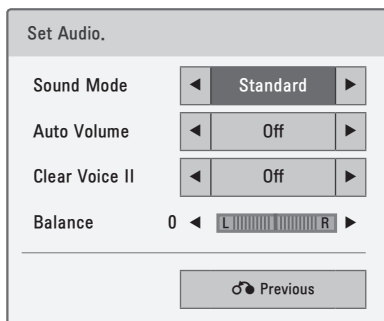 Set Audio.
Sound Mode ◄ Standard ►
Auto Volume ◄ Off ►
Clear Voice II ◄ Off ►
Balance 0 ◄ L R ►
Previous